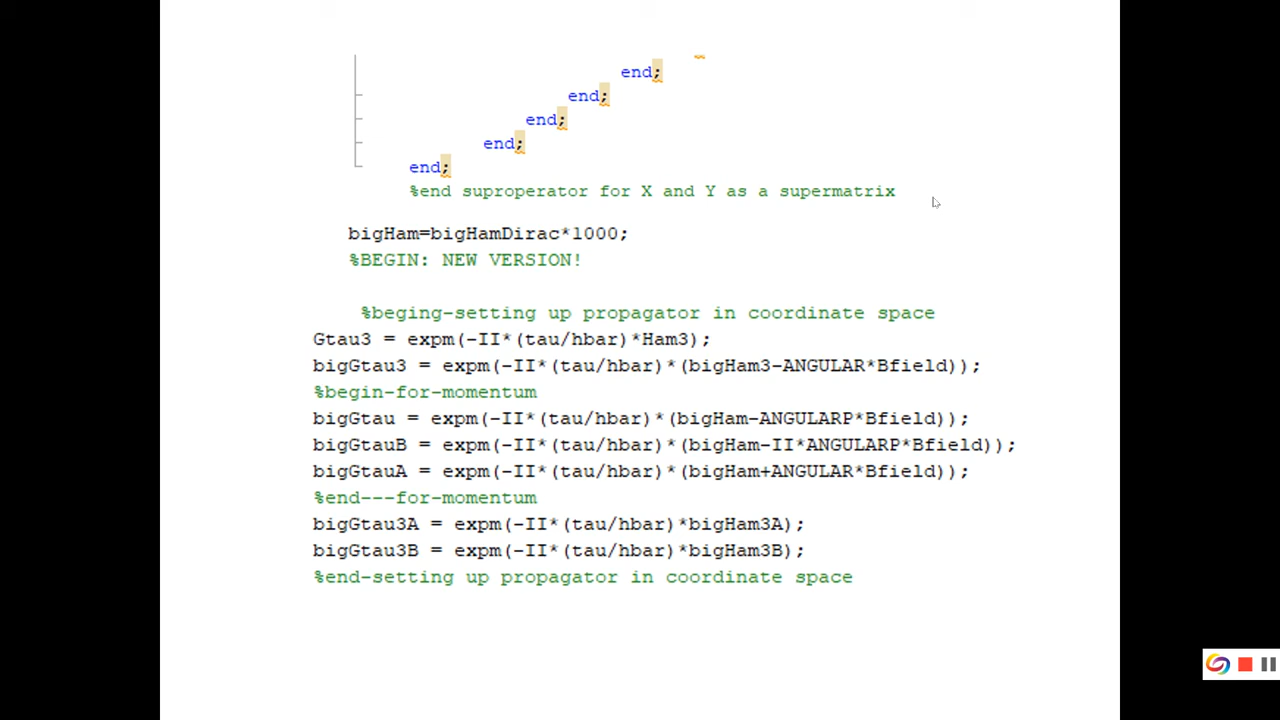 end;
end;
end;
end;
end;
%end suproperator for X and Y as a supermatrix
bigHam=bigHamDirac*1000;
%BEGIN: NEW VERSION!
%beging-setting up propagator in coordinate space
Gtau3 = expm(-II*(tau/hbar)*Ham3);
bigGtau3 = expm(-II*(tau/hbar)*(bigHam3-ANGULAR*Bfield));
%begin-for-momentum
bigGtau = expm(-II*(tau/hbar)*(bigHam-ANGULARP*Bfield));
bigGtauB = expm(-II*(tau/hbar)*(bigHam-II*ANGULARP*Bfield));
bigGtauA = expm(-II*(tau/hbar)*(bigHam+ANGULAR*Bfield));
%end---for-momentum
bigGtau3A = expm(-II*(tau/hbar)*bigHam3A);
bigGtau3B = expm(-II*(tau/hbar)*bigHam3B);
%end-setting up propagator in coordinate space